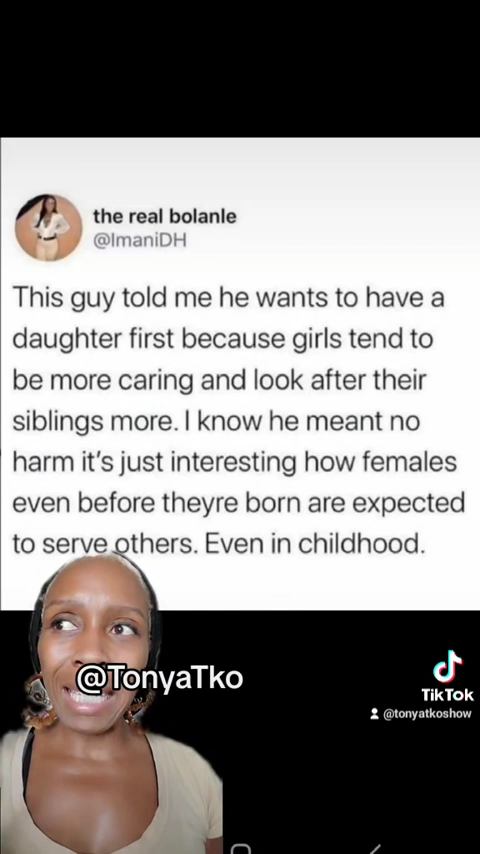 the real bolanle
@ImaniDH
This guy told me he wants to have a
daughter first because girls tend to
be more caring and look after their
siblings more. I know he meant no
harm it's just interesting how females
even before theyre born are expected
to serve others. Even in childhood.
@TonyaTko
TikTok
@tonyatkoshow